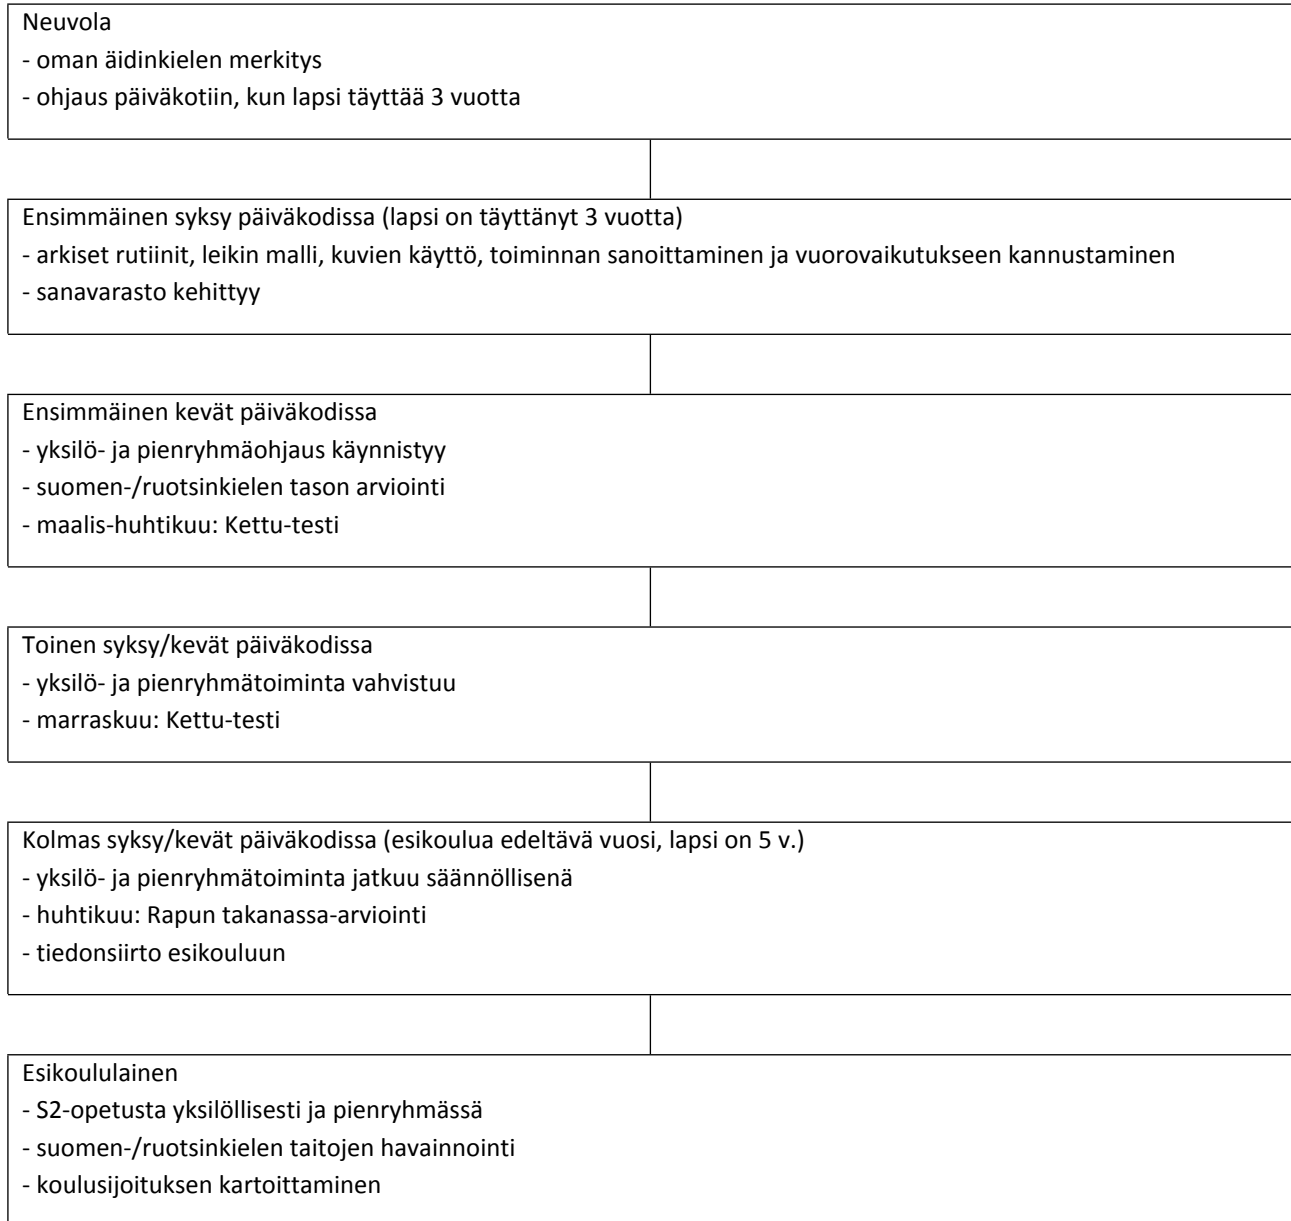 Neuvola
- oman äidinkielen merkitys
- ohjaus päiväkotiin, kun lapsi täyttää 3 vuotta
Ensimmäinen syksy päiväkodissa (lapsi on täyttänyt 3 vuotta)
- arkiset rutiinit, leikin malli, kuvien käyttö, toiminnan sanoittaminen ja vuorovaikutukseen kannustaminen
- sanavarasto kehittyy
Ensimmäinen kevät päiväkodissa
- yksilö- ja pienryhmäohjaus käynnistyy
- suomen-/ruotsinkielen tason arviointi
- maalis-huhtikuu: Kettu-testi
Toinen syksy/kevät päiväkodissa
- yksilö- ja pienryhmätoiminta vahvistuu
- marraskuu: Kettu-testi
Kolmas syksy/kevät päiväkodissa (esikoulua edeltävä vuosi, lapsi on 5 v.)
- yksilö- ja pienryhmätoiminta jatkuu säännöllisenä
- huhtikuu: Rapun takanassa-arviointi
- tiedonsiirto esikouluun
Esikoululainen
- S2-opetusta yksilöllisesti ja pienryhmässä
- suomen-/ruotsinkielen taitojen havainnointi
- koulusijoituksen kartoittaminen